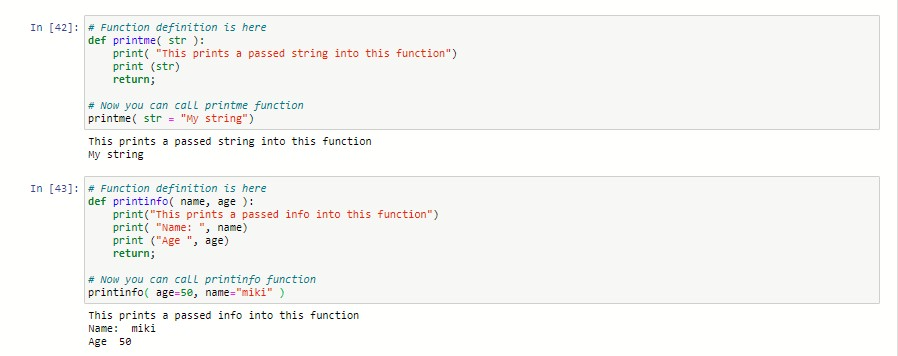 In [42]: # Function definition is here
def printme( str ):
    print( "This prints a passed string into this function")
    print (str)
    return;
# Now you can call printme function
printme( str = "My string")
This prints a passed string into this function
My string
In [43]: # Function definition is here
def printinfo( name, age ):
    print("This prints a passed info into this function")
    print( "Name: ", name)
    print ("Age ", age)
    return;
# Now you can call printinfo function
printinfo( age=50, name="miki" )
This prints a passed info into this function
Name:  miki
Age  50